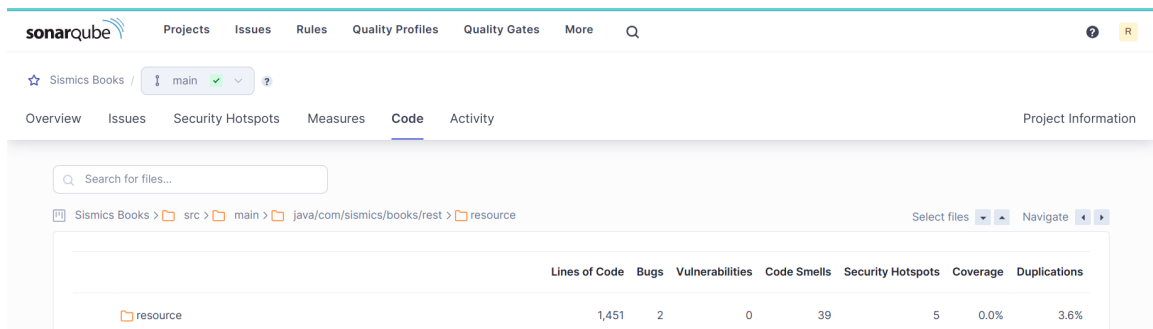 sonarqube Projects Issues Rules Quality Profiles Quality Gates More ? R
Sismics Books / main ?
Overview Issues Security Hotspots Measures Code Activity Project Information
Search for files...
Sismics Books > src > main > java/com/sismics/books/rest > resource Select files Navigate
Lines of Code Bugs Vulnerabilities Code Smells Security Hotspots Coverage Duplications
resource 1,451 2 0 39 5 0.0% 3.6%